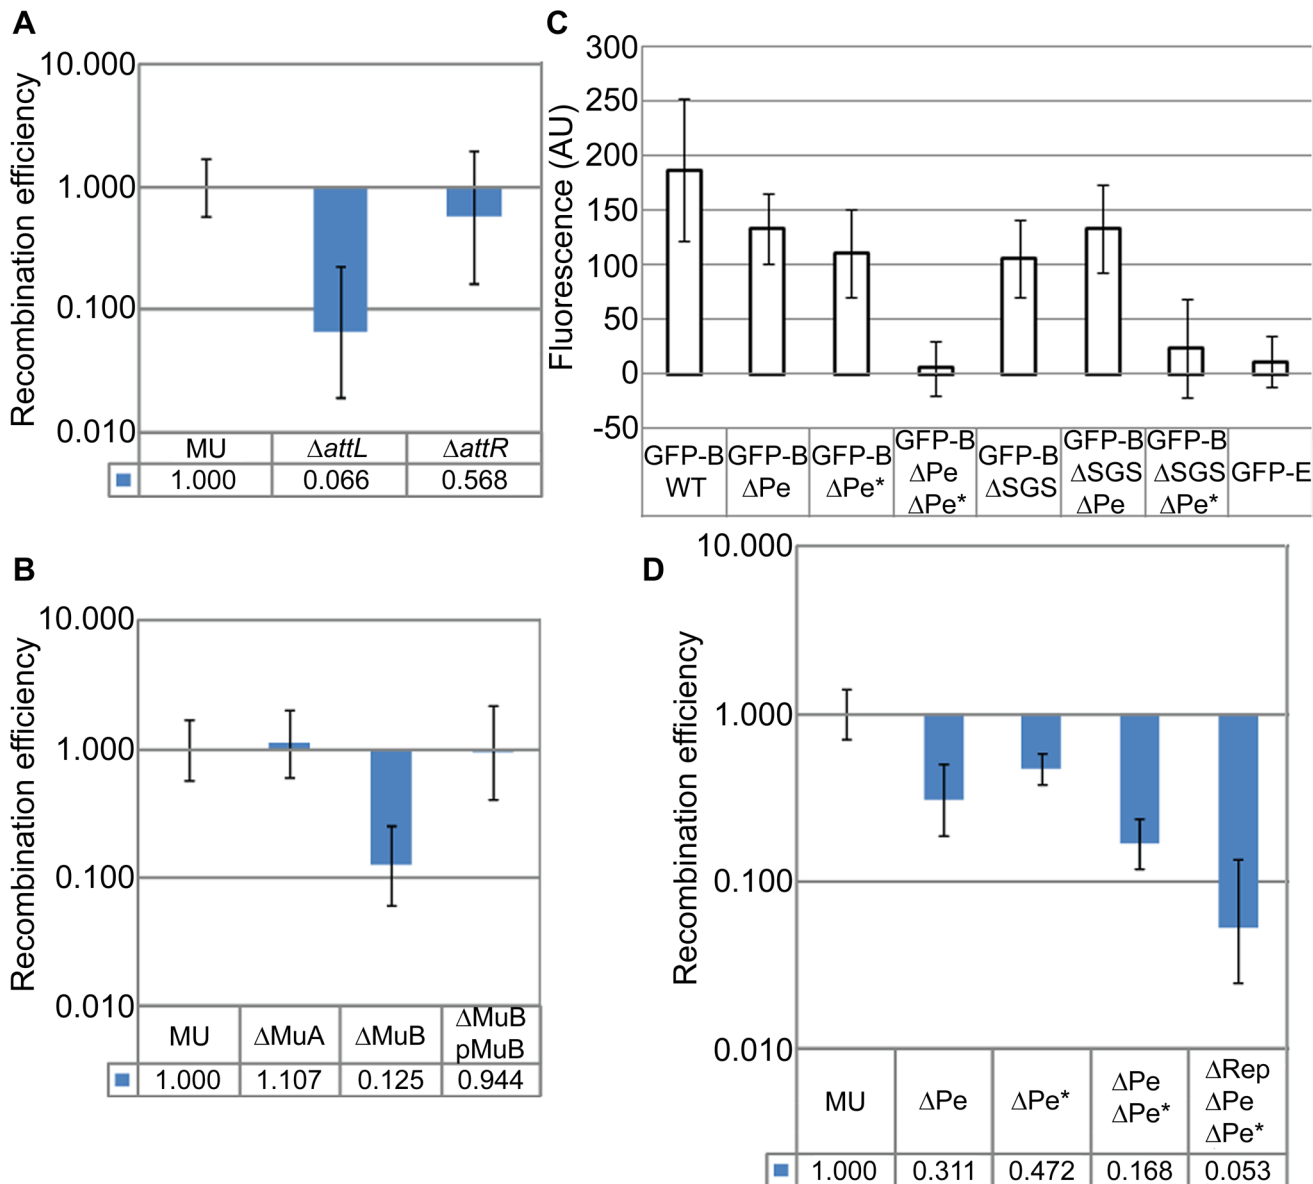 A
Recombination efficiency
10.000
1.000
0.100
0.010
MU ΔattL ΔattR
1.000 0.066 0.568
C
Fluorescence (AU)
300
250
200
150
100
50
0
-50
GFP-B WT
GFP-B ΔPe
GFP-B ΔPe*
GFP-B ΔPe ΔPe*
GFP-B ΔSGS
GFP-B ΔSGS ΔPe
GFP-B ΔSGS ΔPe*
GFP-E
B
Recombination efficiency
10.000
1.000
0.100
0.010
MU ΔMuA ΔMuB ΔMuB pMuB
1.000 1.107 0.125 0.944
D
Recombination efficiency
10.000
1.000
0.100
0.010
MU ΔPe ΔPe* ΔPe ΔPe* ΔRep ΔPe ΔPe*
1.000 0.311 0.472 0.168 0.053